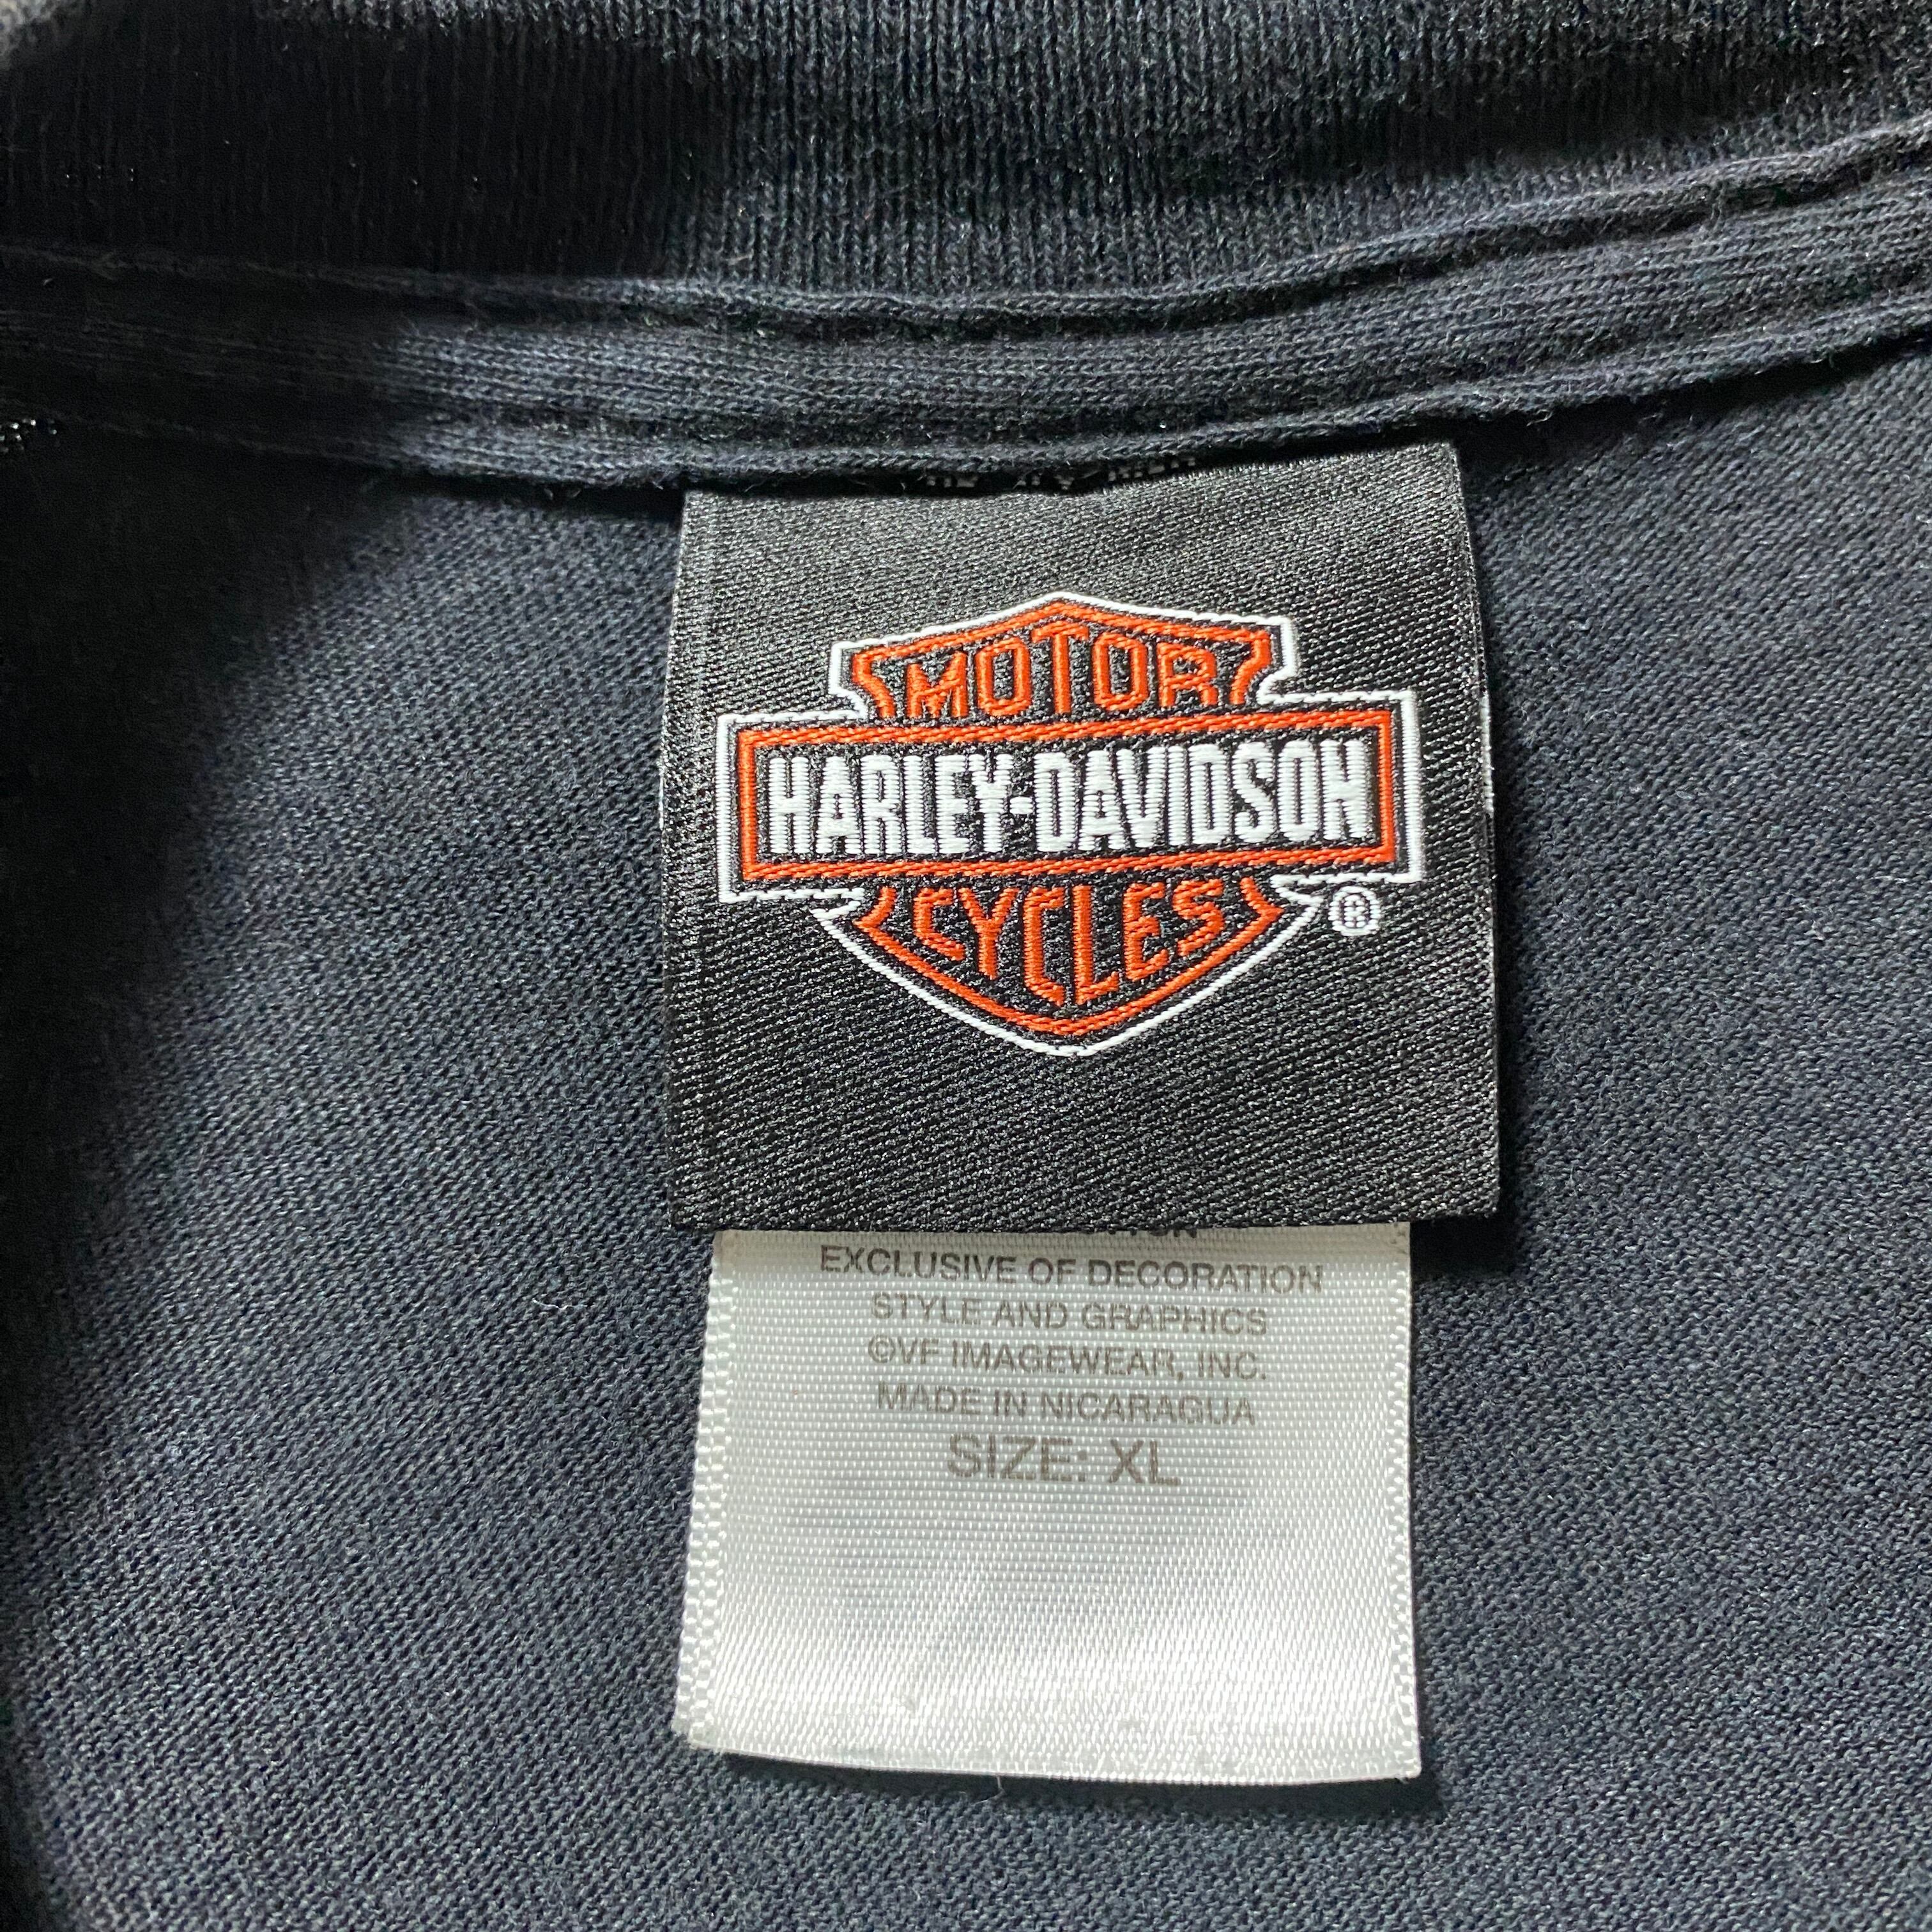 MOTOR
HARLEY-DAVIDSON
CYCLES
®
EXCLUSIVE OF DECORATION
STYLE AND GRAPHICS
©VF IMAGEWEAR, INC.
MADE IN NICARAGUA
SIZE: XL